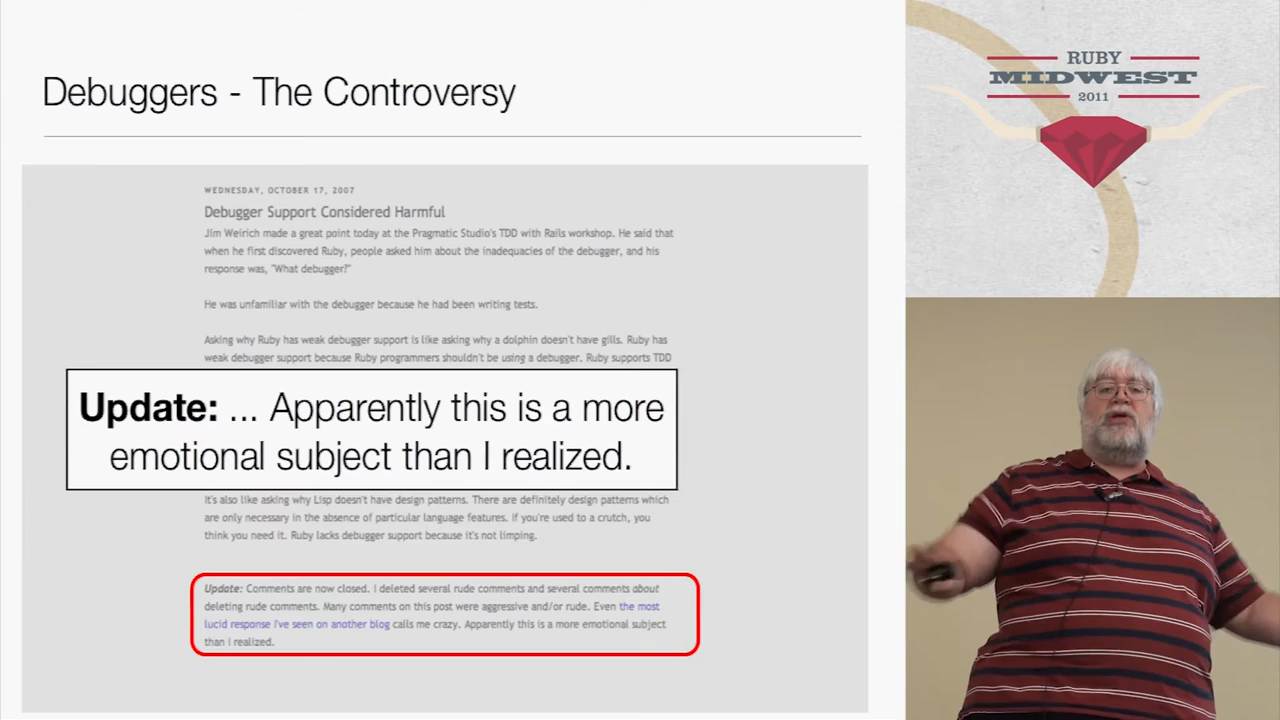 Debuggers - The Controversy
WEDNESDAY, OCTOBER 17, 2007
Debugger Support Considered Harmful
Jim Weirich made a great point today at the Pragmatic Studio's TDD with Rails workshop. He said that
when he first discovered Ruby, people asked him about the inadequacies of the debugger, and his
response was, "What debugger?"
He was unfamiliar with the debugger because he had been writing tests.
Asking why Ruby has weak debugger support is like asking why a dolphin doesn't have gills. Ruby has
weak debugger support because Ruby programmers shouldn't be using a debugger. Ruby supports TDD
Update: ... Apparently this is a more
emotional subject than I realized.
It's also like asking why Lisp doesn't have design patterns. There are definitely design patterns which
are only necessary in the absence of particular language features. If you're used to a crutch, you
think you need it. Ruby lacks debugger support because it's not limping.
Update: Comments are now closed. I deleted several rude comments and several comments about
deleting rude comments. Many comments on this post were aggressive and/or rude. Even the most
lucid response I've seen on another blog calls me crazy. Apparently this is a more emotional subject
than I realized.
RUBY
MIDWEST
2011